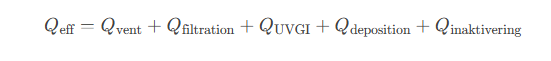 Q_eff = Q_vent + Q_filtration + Q_UVGI + Q_deposition + Q_inaktivering